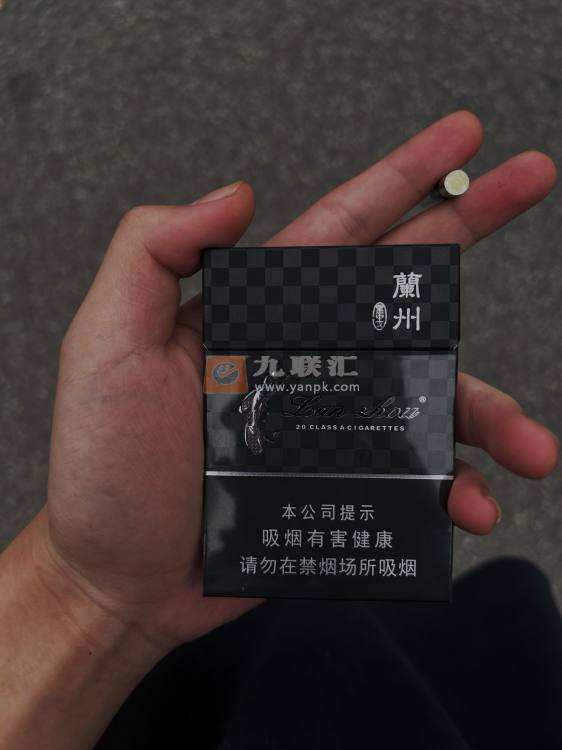 蘭州
九联汇
www.yanpk.com
Lan zhou®
20 CLASS A CIGARETTES
本公司提示
吸烟有害健康
请勿在禁烟场所吸烟